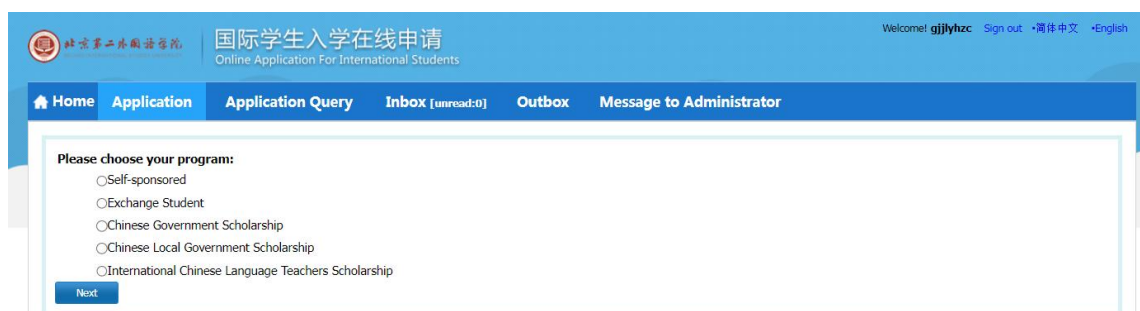 北京第二外国语学院
国际学生入学在线申请
Online Application For International Students
Welcome! gjjlyhzc Sign out ·简体中文 ·English
Home Application Application Query Inbox [unread:0] Outbox Message to Administrator
Please choose your program:
Self-sponsored
Exchange Student
Chinese Government Scholarship
Chinese Local Government Scholarship
International Chinese Language Teachers Scholarship
Next